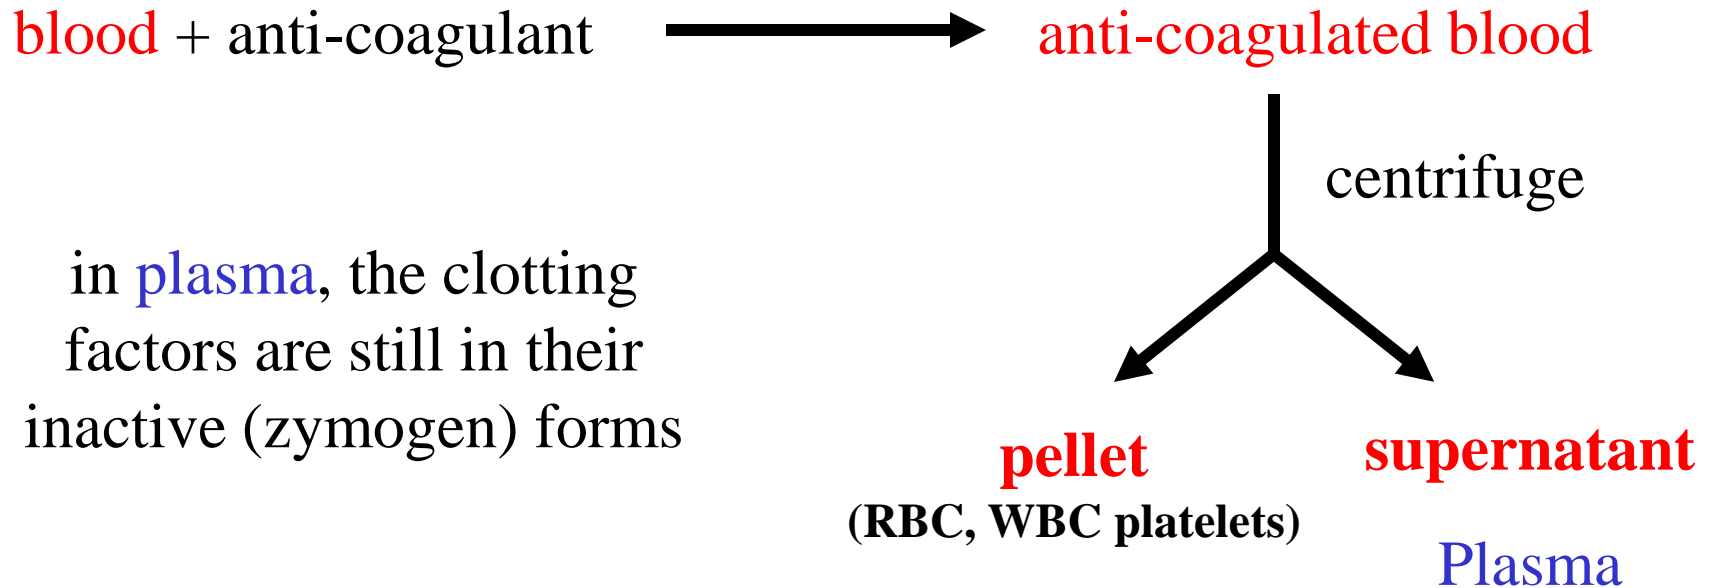 blood + anti-coagulant
anti-coagulated blood
centrifuge
in plasma, the clotting
factors are still in their
inactive (zymogen) forms
pellet
(RBC, WBC platelets)
supernatant
Plasma